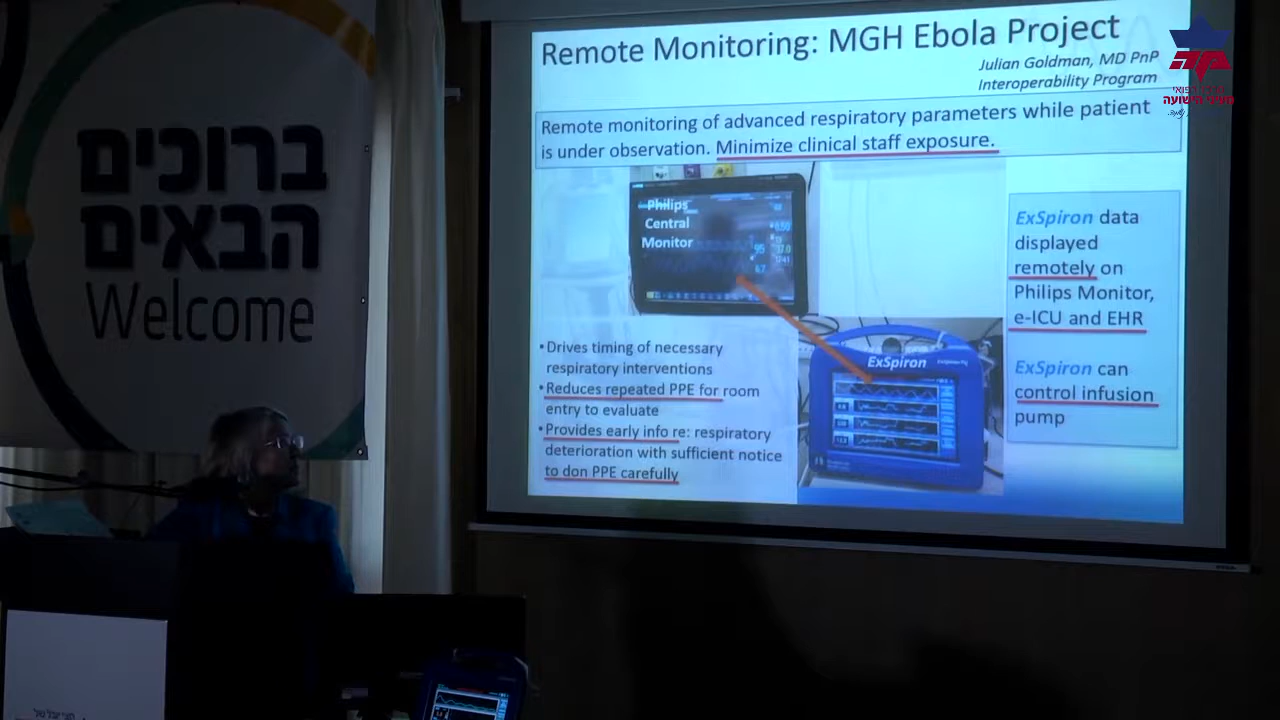 ברוכים
הבאים
Welcome
Remote Monitoring: MGH Ebola Project
Julian Goldman, MD PnP
Interoperability Program
Remote monitoring of advanced respiratory parameters while patient
is under observation. Minimize clinical staff exposure.
Philips
Central
Monitor
ExSpiron
• Drives timing of necessary
respiratory interventions
• Reduces repeated PPE for room
entry to evaluate
• Provides early info re: respiratory
deterioration with sufficient notice
to don PPE carefully
ExSpiron data
displayed
remotely on
Philips Monitor,
e-ICU and EHR
ExSpiron can
control infusion
pump